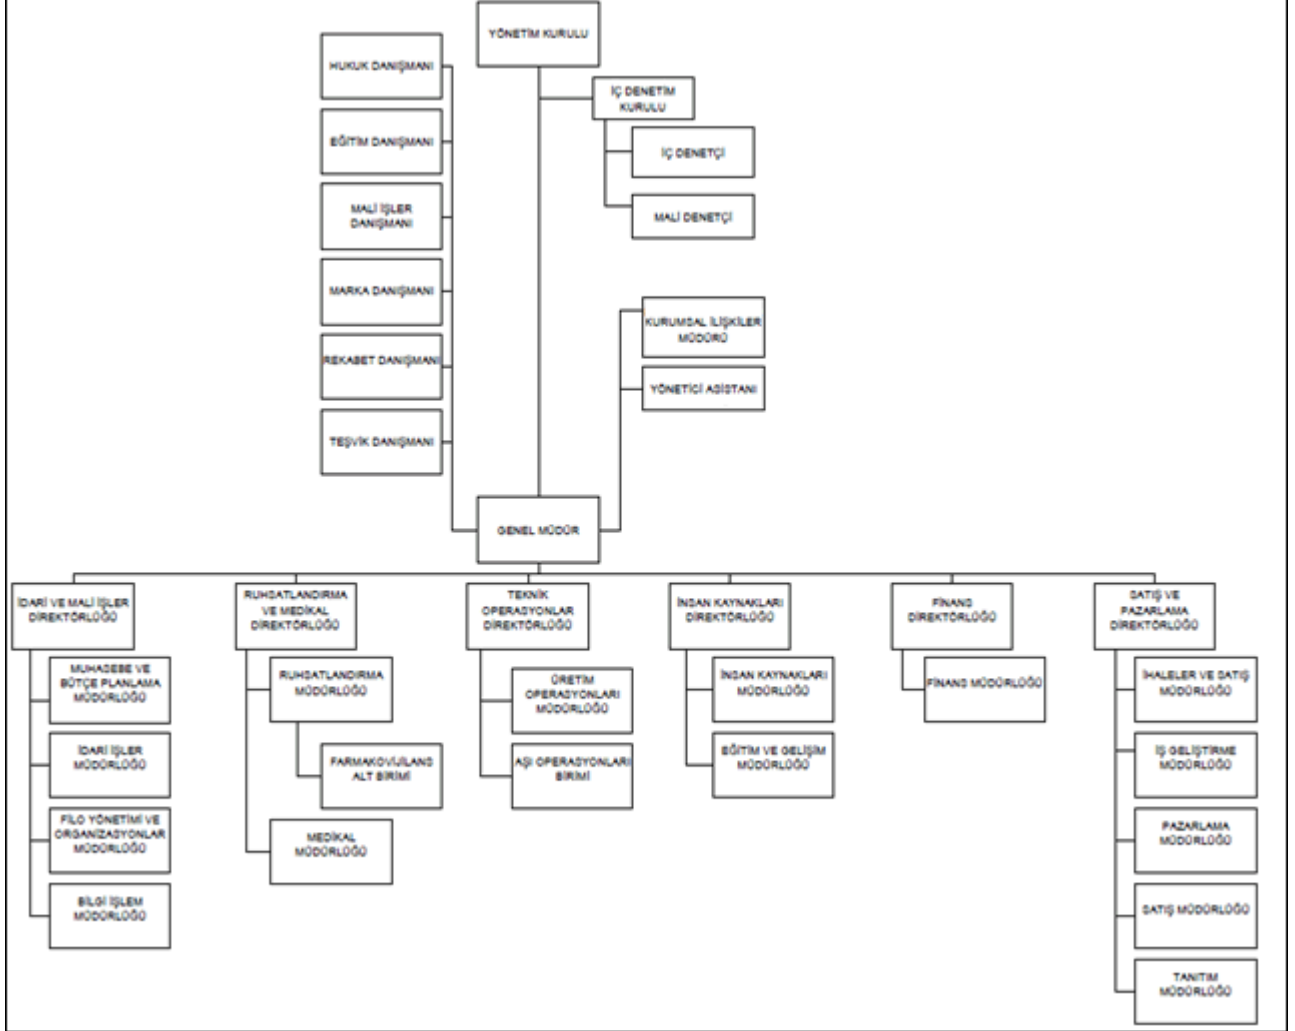 YÖNETİM KURULU
HUKUK DANIŞMANI
İÇ DENETİM
KURULU
EĞİTİM DANIŞMANI
İÇ DENETÇİ
MALİ İŞLER
DANIŞMANI
MALİ DENETÇİ
MARKA DANIŞMANI
KURUMSAL İLİŞKİLER
MÜDÜRÜ
REKABET DANIŞMANI
YÖNETİCİ ASİSTANI
TEŞVİK DANIŞMANI
GENEL MÜDÜR
İDARİ VE MALİ İŞLER
DİREKTÖRLÜĞÜ
RUHSATLANDIRMA
VE MEDİKAL
DİREKTÖRLÜĞÜ
TEKNİK
OPERASYONLAR
DİREKTÖRLÜĞÜ
İNSAN KAYNAKLARI
DİREKTÖRLÜĞÜ
FİNANS
DİREKTÖRLÜĞÜ
SATIŞ VE
PAZARLAMA
DİREKTÖRLÜĞÜ
MUHASEBE VE
BÜTÇE PLANLAMA
MÜDÜRLÜĞÜ
RUHSATLANDIRMA
MÜDÜRLÜĞÜ
ÜRETİM
OPERASYONLARI
MÜDÜRLÜĞÜ
İNSAN KAYNAKLARI
MÜDÜRLÜĞÜ
FİNANS MÜDÜRLÜĞÜ
İHALELER VE SATIŞ
MÜDÜRLÜĞÜ
İDARİ İŞLER
MÜDÜRLÜĞÜ
FARMAKOVİJİLANS
ALT BİRİMİ
AŞI OPERASYONLARI
BİRİMİ
EĞİTİM VE GELİŞİM
MÜDÜRLÜĞÜ
İŞ GELİŞTİRME
MÜDÜRLÜĞÜ
FİLO YÖNETİMİ VE
ORGANİZASYONLAR
MÜDÜRLÜĞÜ
MEDİKAL
MÜDÜRLÜĞÜ
PAZARLAMA
MÜDÜRLÜĞÜ
BİLGİ İŞLEM
MÜDÜRLÜĞÜ
SATIŞ MÜDÜRLÜĞÜ
TANITIM
MÜDÜRLÜĞÜ